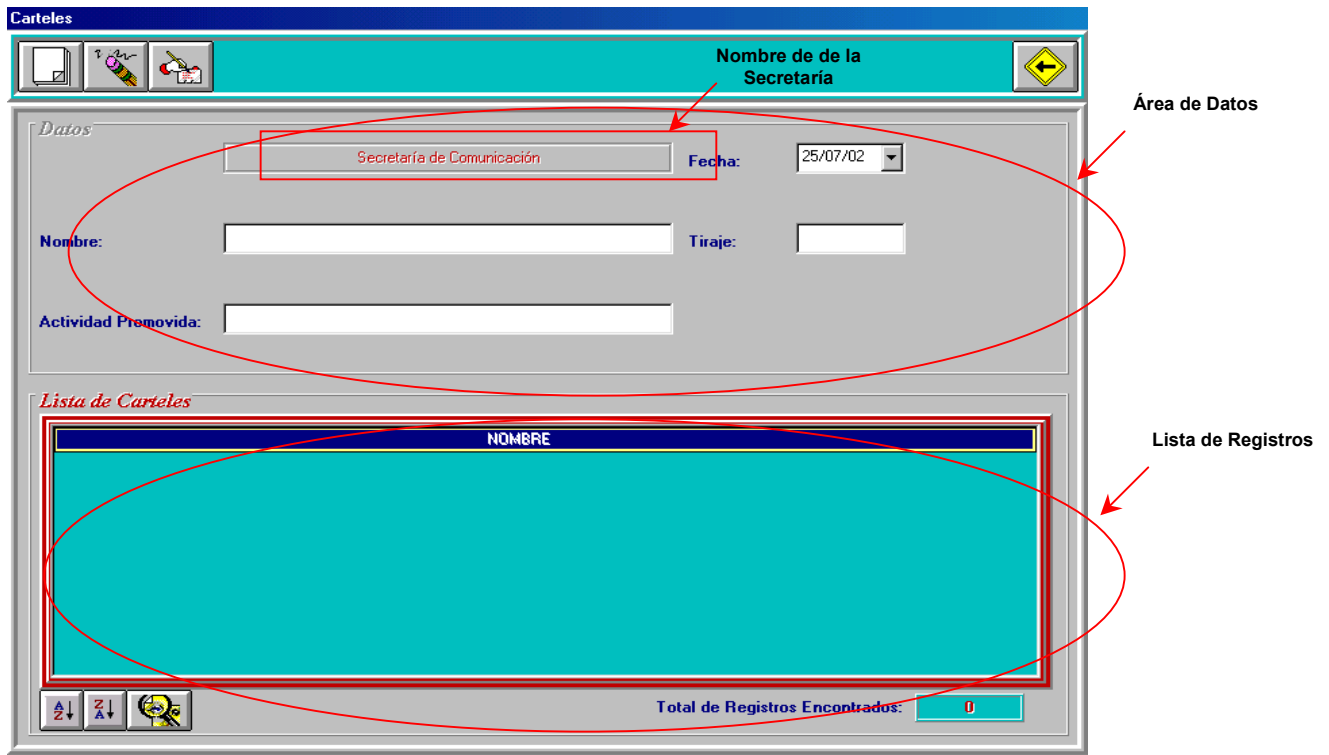 Carteles
Nombre de de la
Secretaría
Área de Datos
Datos
Secretaría de Comunicación
Fecha:
25/07/02
Nombre:
Tiraje:
Actividad Promovida:
Lista de Carteles
NOMBRE
Lista de Registros
A
Z
Z
A
Total de Registros Encontrados:
0